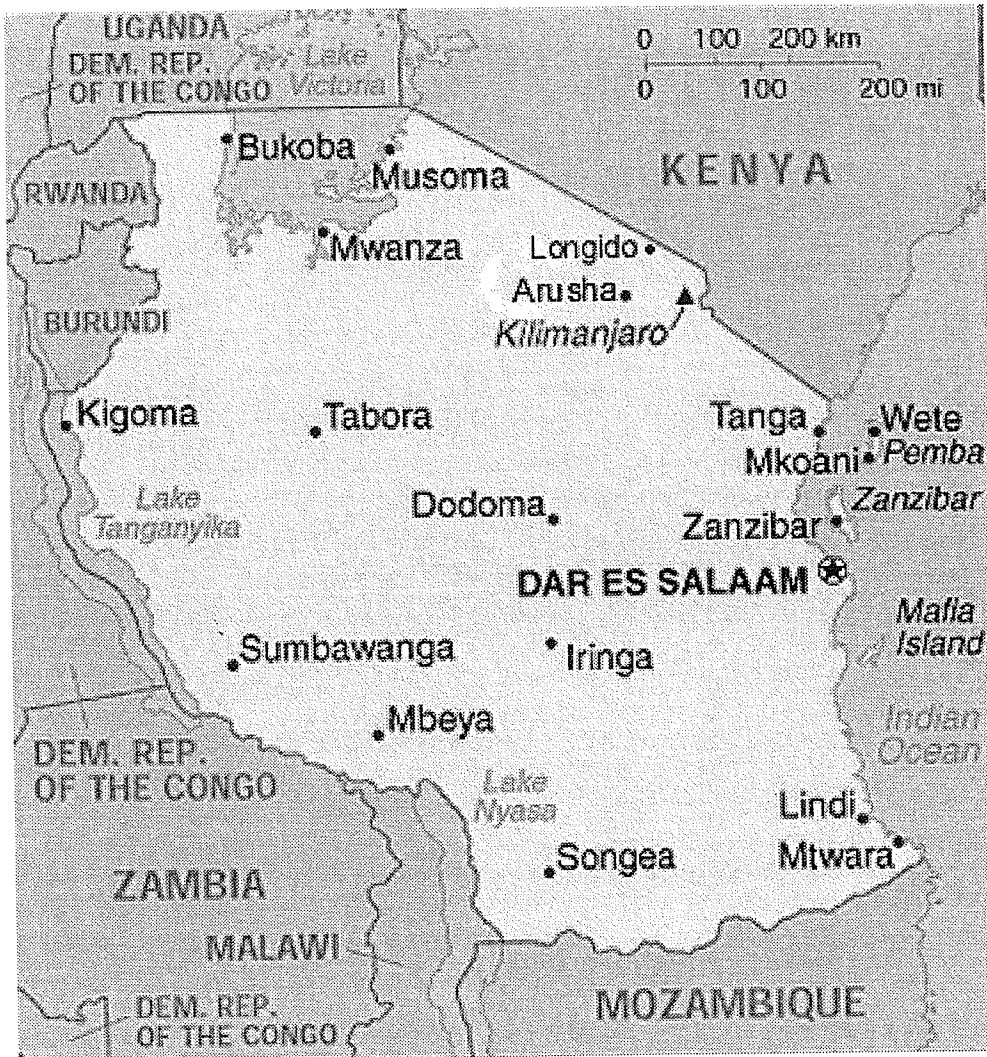 UGANDA
DEM. REP.
OF THE CONGO
Lake
Victoria
0 100 200 km
0 100 200 mi
KENYA
Bukoba
Musoma
RWANDA
Mwanza
Longido
Arusha
Kilimanjaro
BURUNDI
Kigoma
Tabora
Tanga
Wete
Mkoani
Pemba
Lake
Tanganyika
Dodoma
Zanzibar
Zanzibar
DAR ES SALAAM
Mafia
Island
Sumbawanga
Iringa
Mbeya
Indian
Ocean
DEM. REP.
OF THE CONGO
Lake
Nyasa
Lindi
Mtwara
Songea
ZAMBIA
MALAWI
DEM. REP.
OF THE CONGO
MOZAMBIQUE